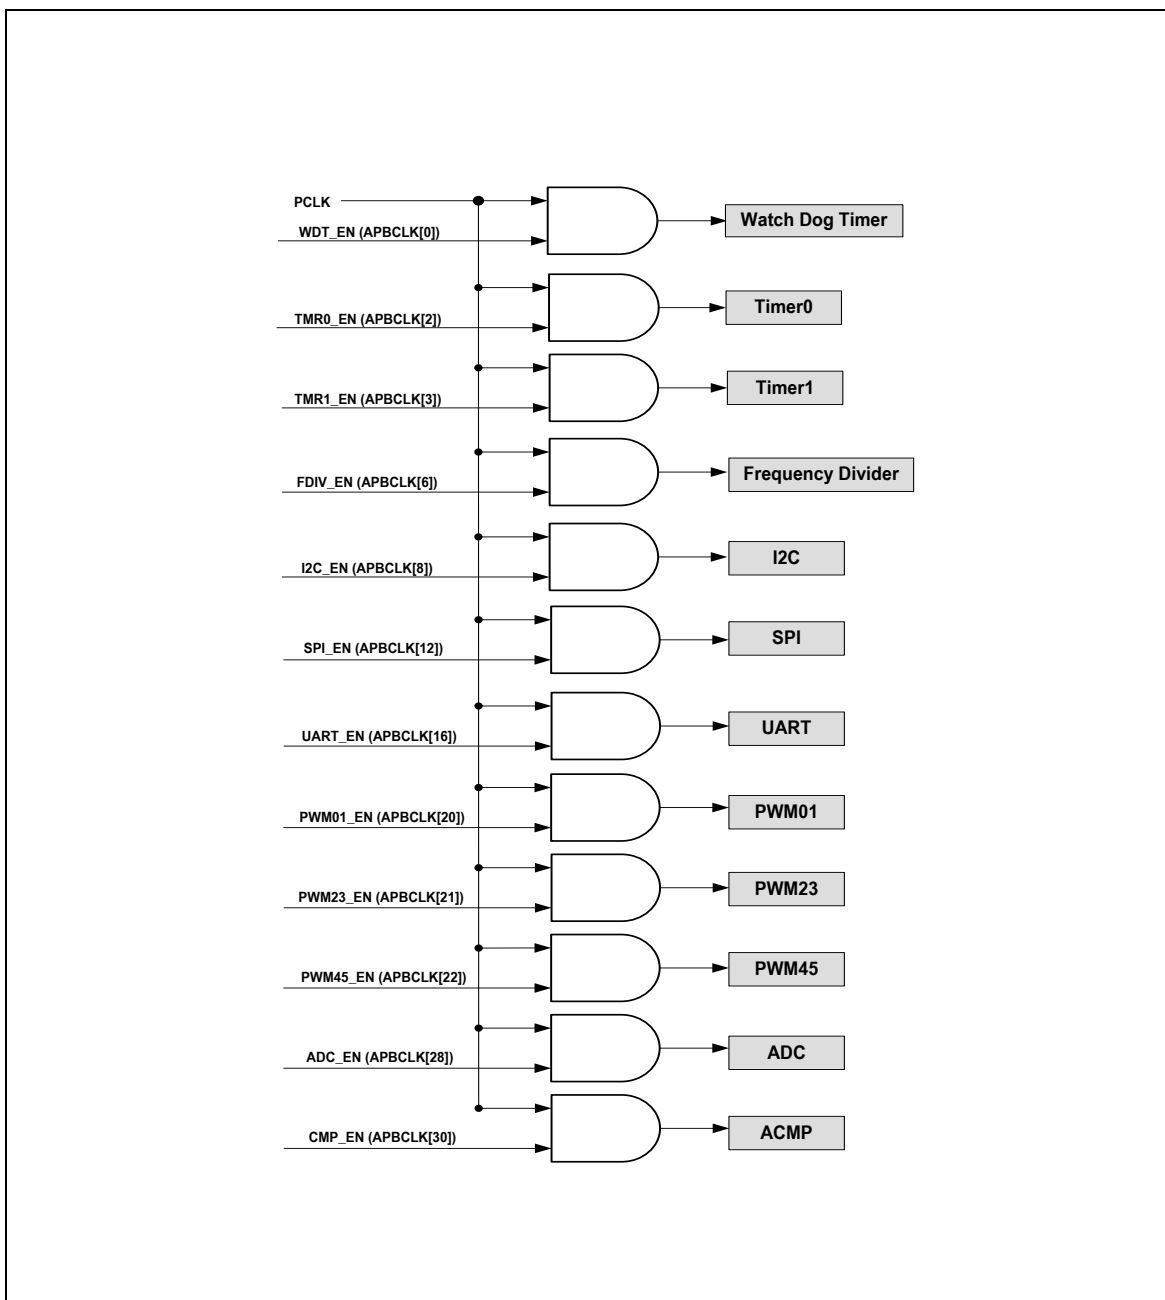 PCLK
WDT_EN (APBCLK[0])
Watch Dog Timer
TMR0_EN (APBCLK[2])
Timer0
TMR1_EN (APBCLK[3])
Timer1
FDIV_EN (APBCLK[6])
Frequency Divider
I2C_EN (APBCLK[8])
I2C
SPI_EN (APBCLK[12])
SPI
UART_EN (APBCLK[16])
UART
PWM01_EN (APBCLK[20])
PWM01
PWM23_EN (APBCLK[21])
PWM23
PWM45_EN (APBCLK[22])
PWM45
ADC_EN (APBCLK[28])
ADC
CMP_EN (APBCLK[30])
ACMP